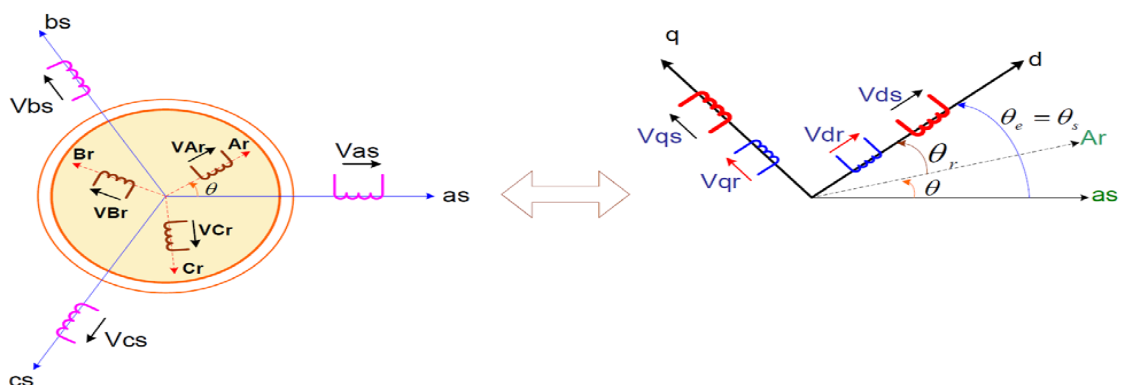 bs
Vbs
Br
VAr
Ar
Vas
θ
as
VBr
VCr
Cr
Vcs
cs
q
d
Vds
Vqs
Vdr
θe = θs
Ar
θr
Vqr
θ
as